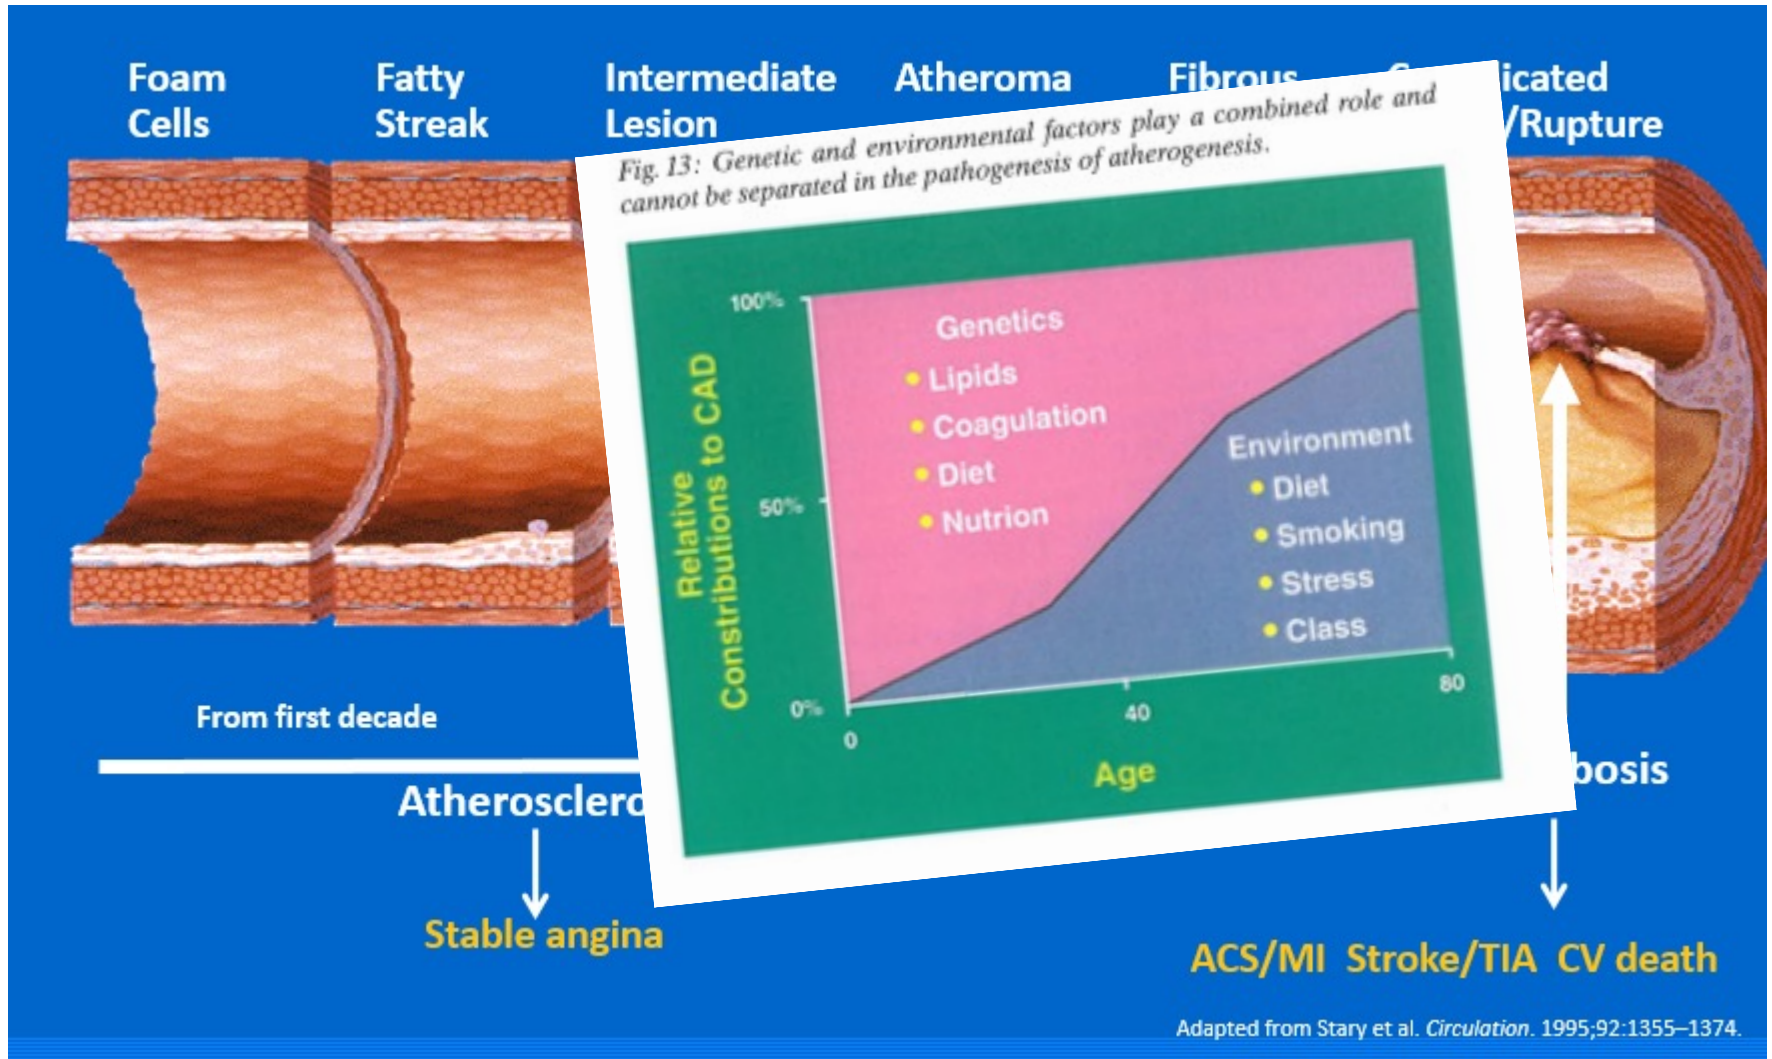 Foam
Cells
Fatty
Streak
Intermediate
Lesion
Atheroma
Fibrous
icated
/Rupture
Fig. 13: Genetic and environmental factors play a combined role and
cannot be separated in the pathogenesis of atherogenesis.
Relative
Contributions to CAD
100%
50%
0%
Genetics
• Lipids
• Coagulation
• Diet
• Nutrion
Environment
• Diet
• Smoking
• Stress
• Class
0
40
80
Age
From first decade
Atherosclero
bosis
Stable angina
ACS/MI Stroke/TIA CV death
Adapted from Stary et al. Circulation. 1995;92:1355–1374.